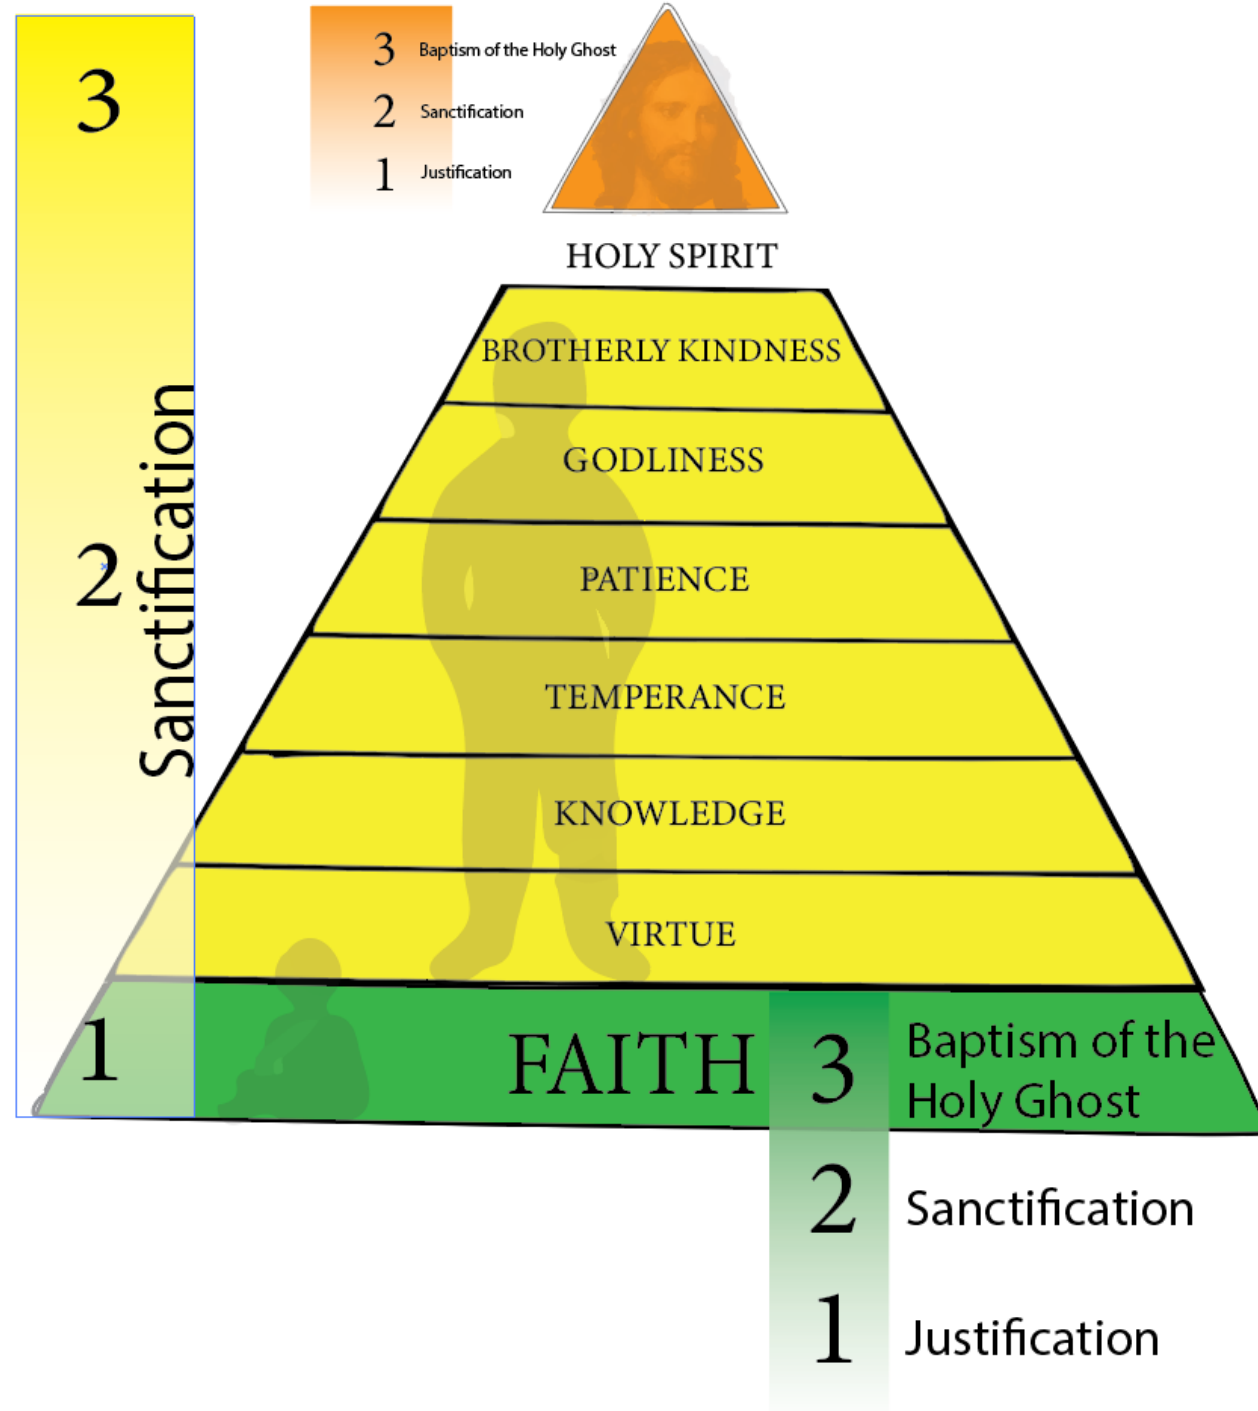 3
3 Baptism of the Holy Ghost
2 Sanctification
1 Justification
HOLY SPIRIT
BROTHERLY KINDNESS
GODLINESS
PATIENCE
2
Sanctification
TEMPERANCE
KNOWLEDGE
VIRTUE
1
FAITH
3 Baptism of the
Holy Ghost
2 Sanctification
1 Justification